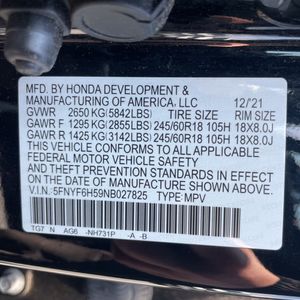 MFD. BY HONDA DEVELOPMENT &
MANUFACTURING OF AMERICA, LLC 12/21
GVWR 2650 KG (5842LBS) TIRE SIZE RIM SIZE
GAWR F 1295 KG(2855LBS) 245/60R18 105H 18X8.0J
GAWR R 1425 KG(3142LBS) 245/60R18 105H 18X8.0J
THIS VEHICLE CONFORMS TO ALL APPLICABLE
FEDERAL MOTOR VEHICLE SAFETY AND THEFT
PREVENTION STANDARDS IN EFFECT ON THE
DATE OF MANUFACTURE SHOWN ABOVE.
V.I.N.: 5FNYF6H59NB027825 TYPE: MPV
TG7 N AG6 -NH731P -A -B